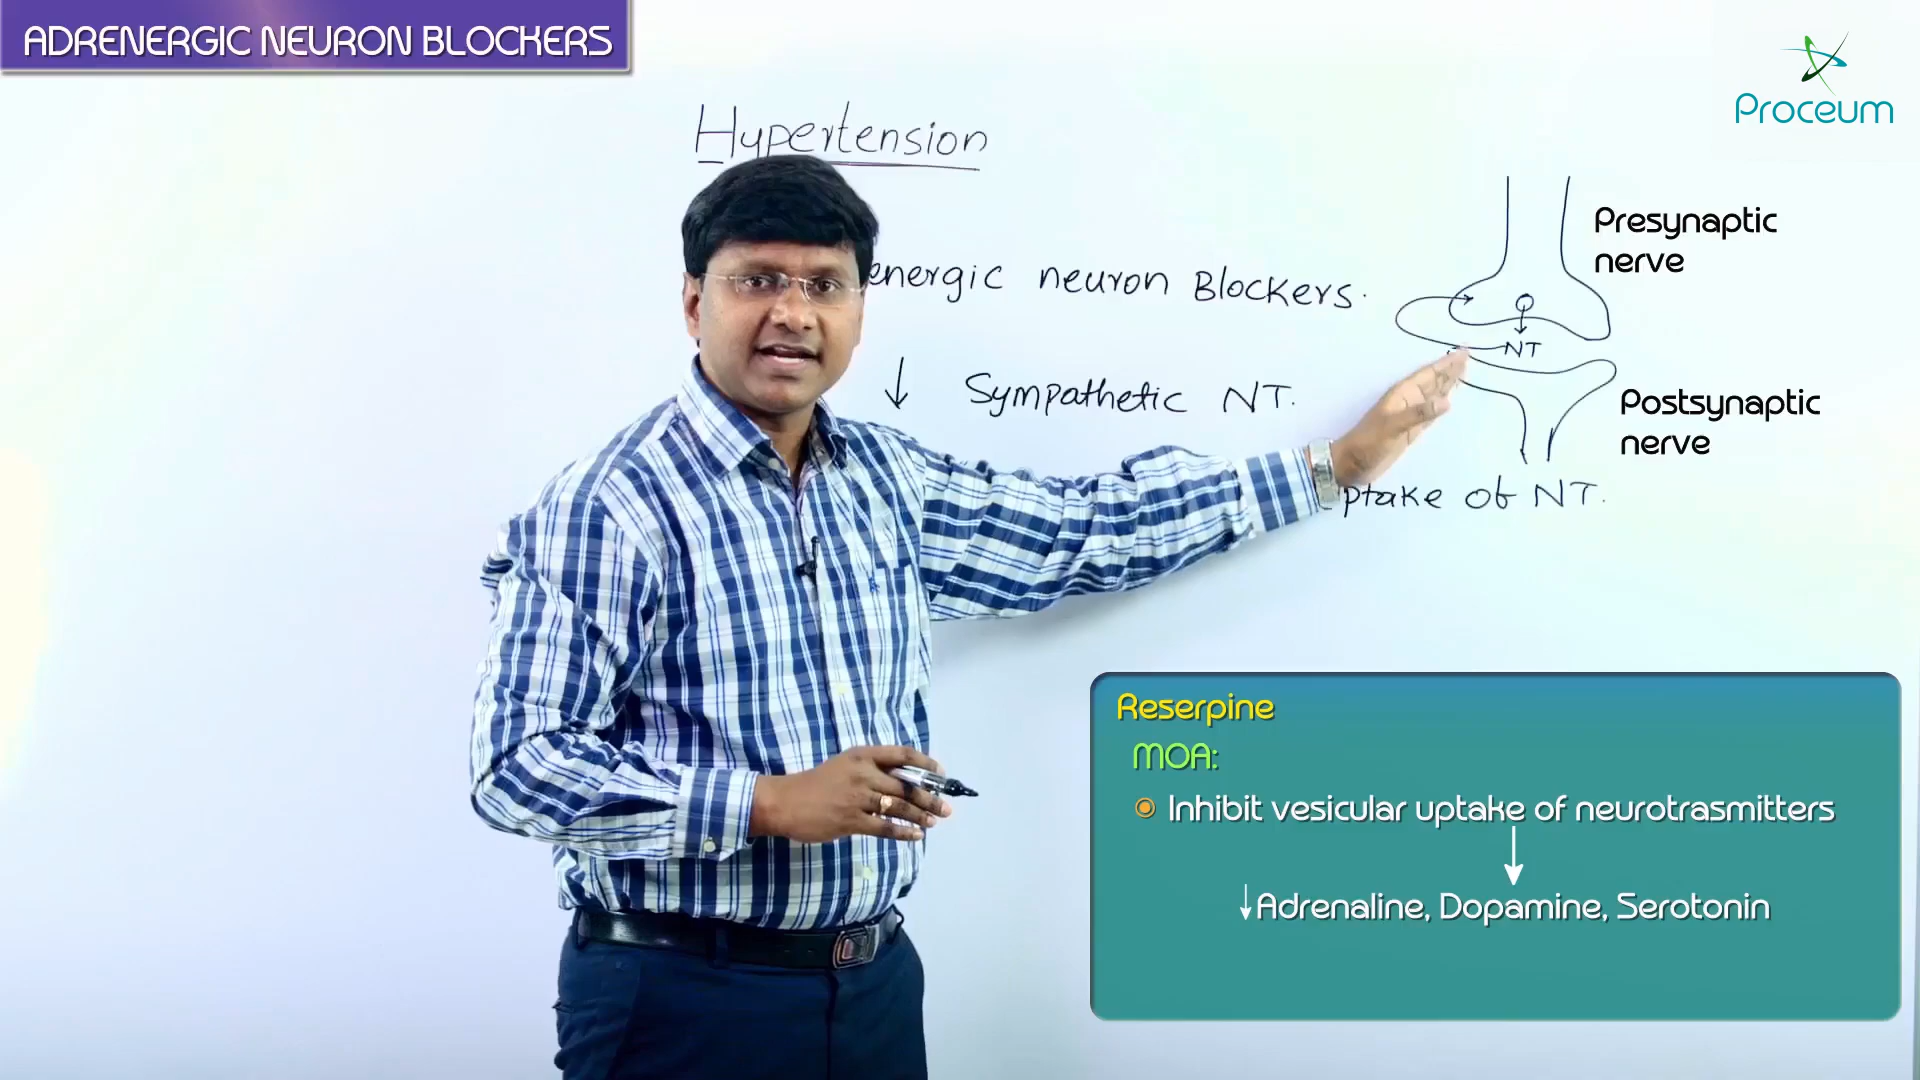 ADRENERGIC NEURON BLOCKERS
Proceum
Hypertension
energic neuron Blockers.
Presynaptic
nerve
NT
↓ Sympathetic NT.
Postsynaptic
nerve
ptake of NT.
Reserpine
MOA:
Inhibit vesicular uptake of neurotrasmitters
↓Adrenaline, Dopamine, Serotonin